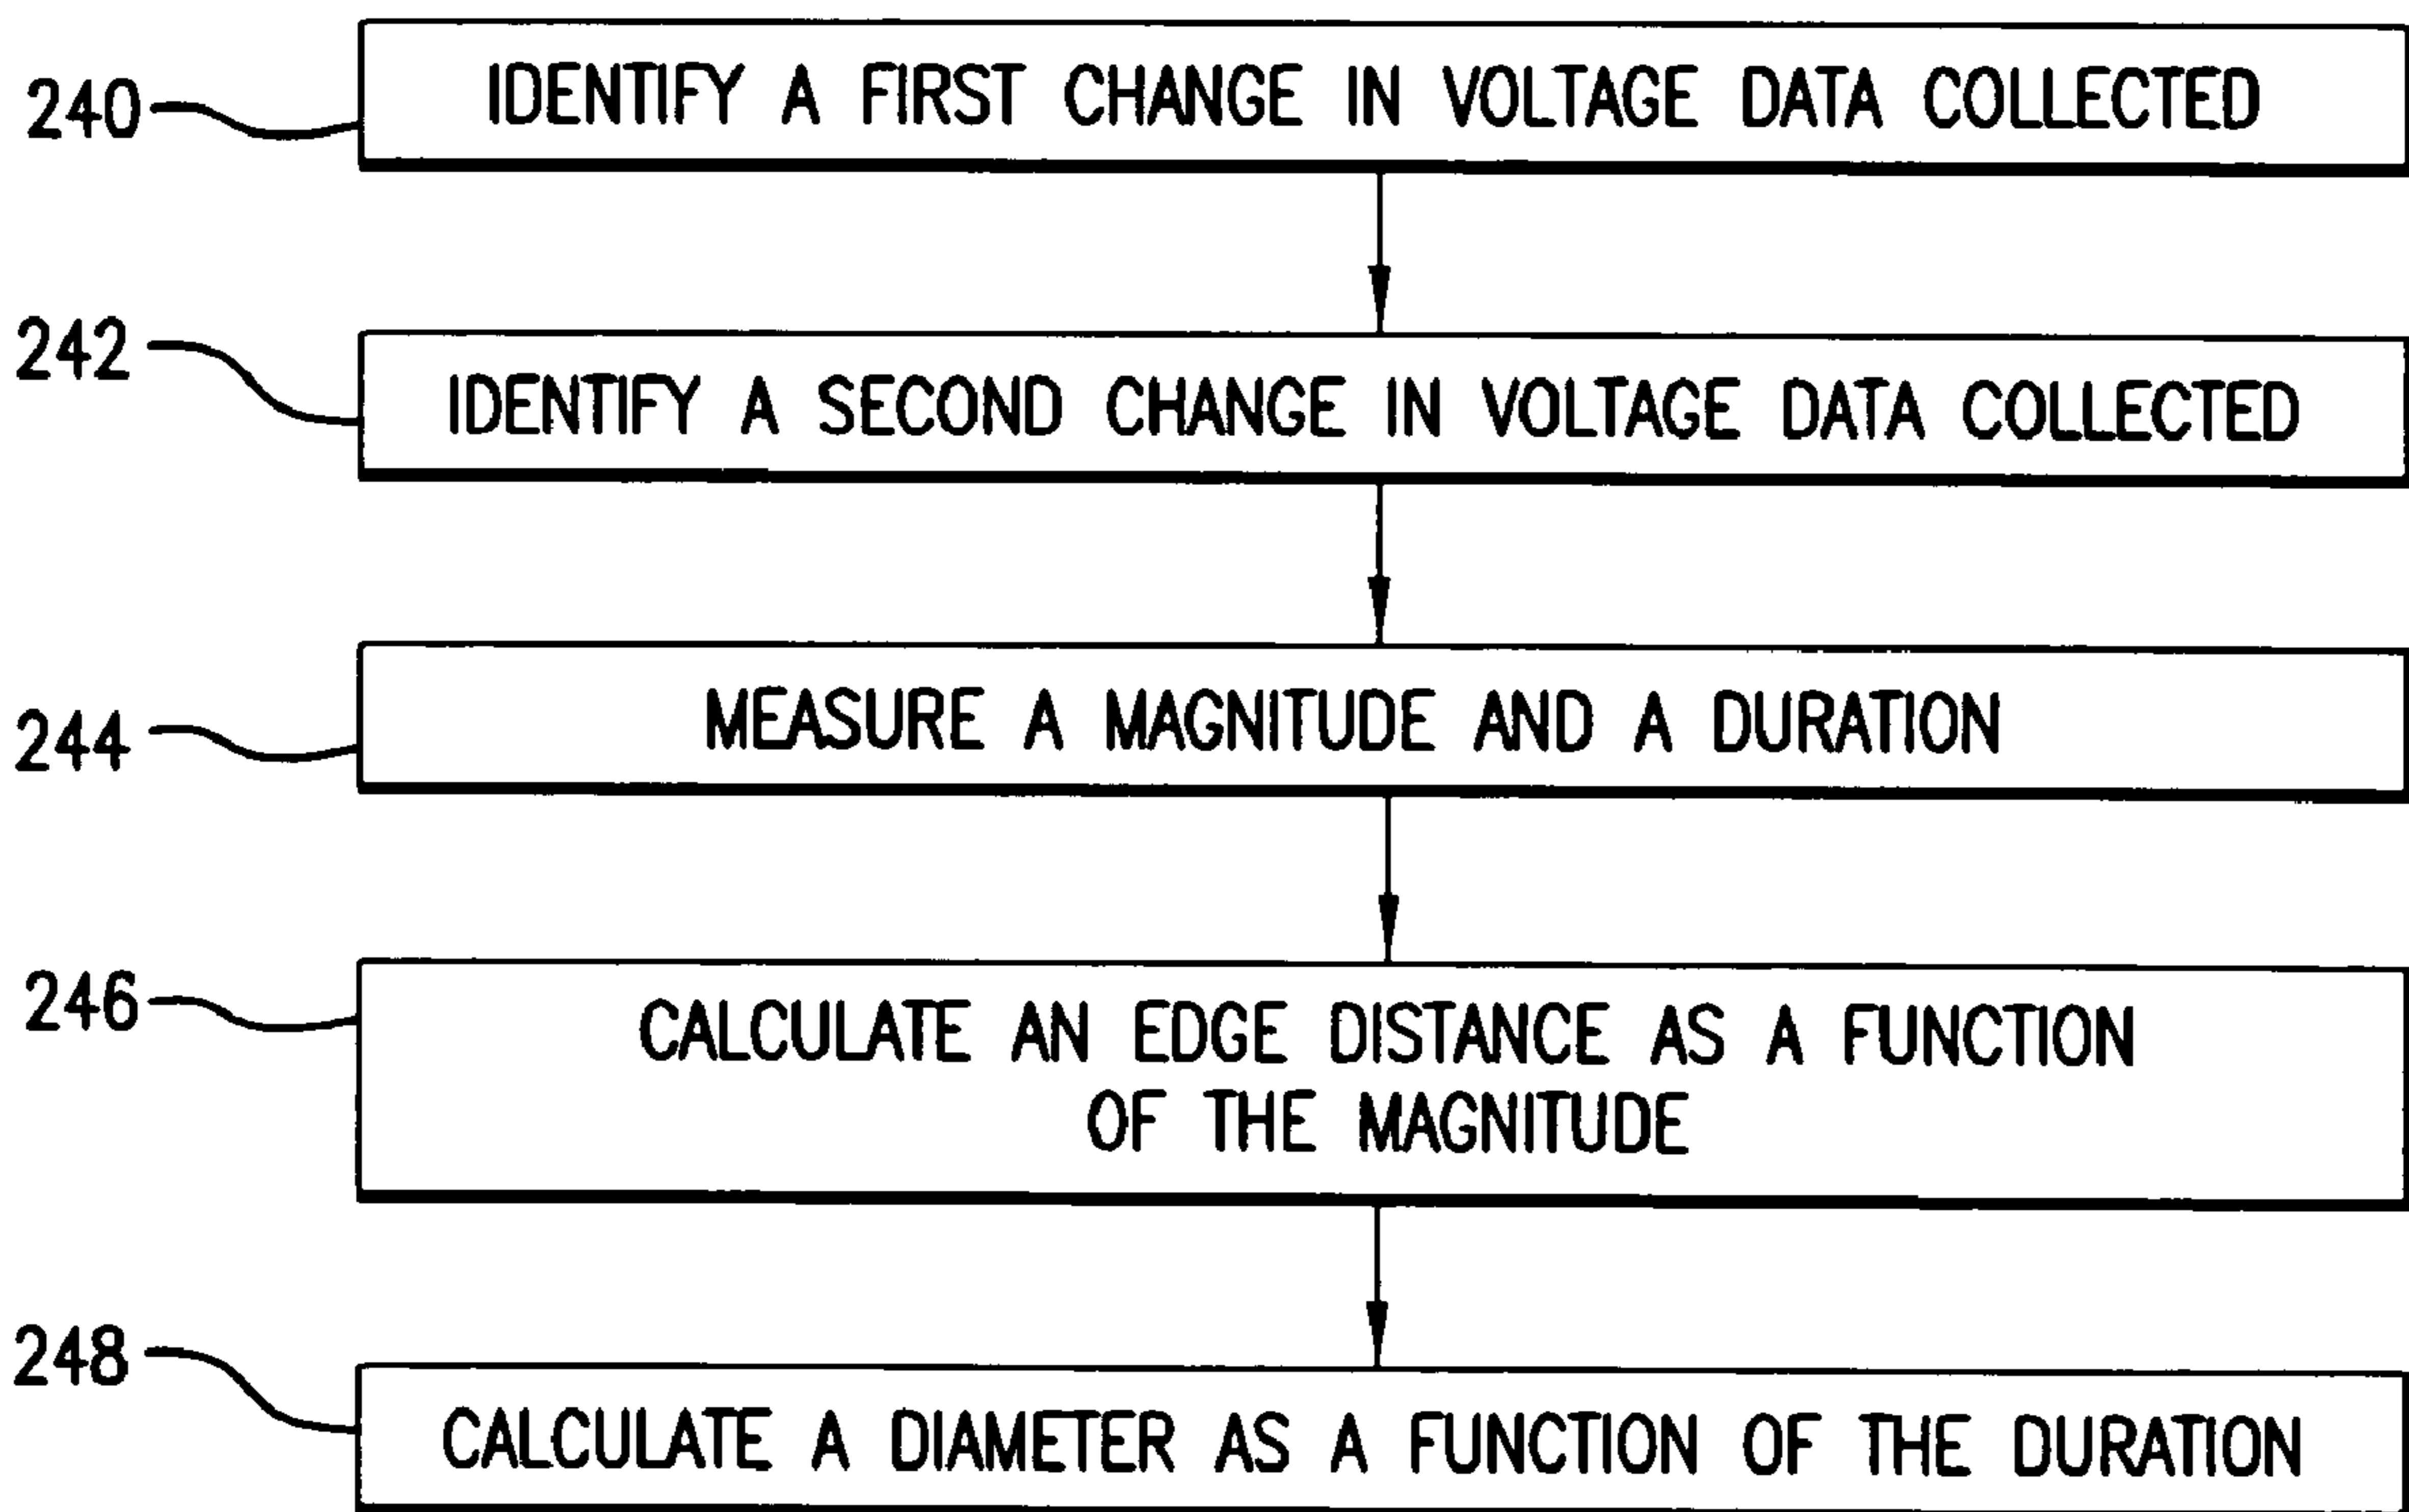 240
IDENTIFY A FIRST CHANGE IN VOLTAGE DATA COLLECTED
242
IDENTIFY A SECOND CHANGE IN VOLTAGE DATA COLLECTED
244
MEASURE A MAGNITUDE AND A DURATION
246
CALCULATE AN EDGE DISTANCE AS A FUNCTION
OF THE MAGNITUDE
248
CALCULATE A DIAMETER AS A FUNCTION OF THE DURATION